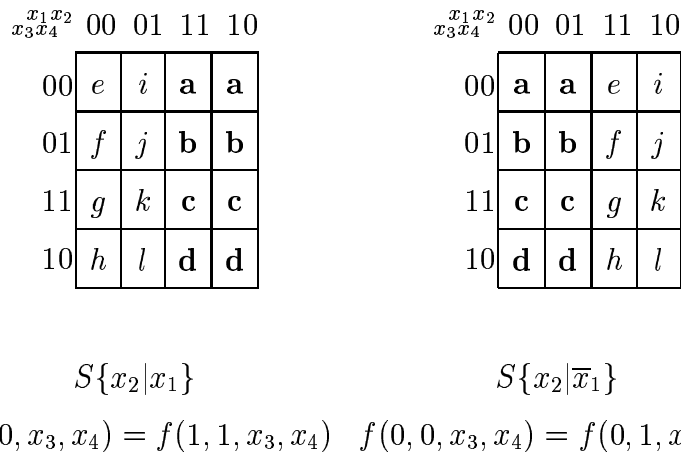 x₁x₂ x₃x₄ 00 01 11 10 x₁x₂ x₃x₄ 00 01 11 10
00 e i a a 00 a a e i
01 f j b b 01 b b f j
11 g k c c 11 c c g k
10 h l d d 10 d d h l
S{x₂|x₁} S{x₂|x̅₁}
0, x₃, x₄) = f(1, 1, x₃, x₄) f(0, 0, x₃, x₄) = f(0, 1, x